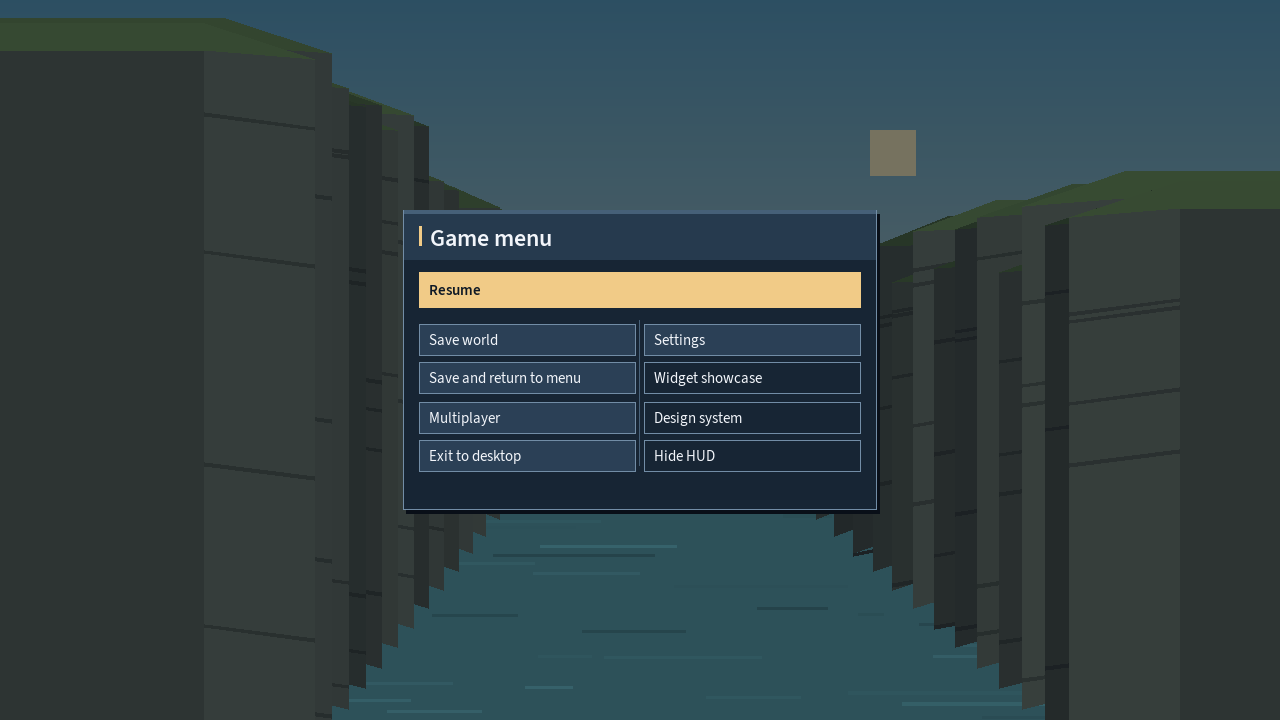 Game menu
Resume
Save world
Settings
Save and return to menu
Widget showcase
Multiplayer
Design system
Exit to desktop
Hide HUD